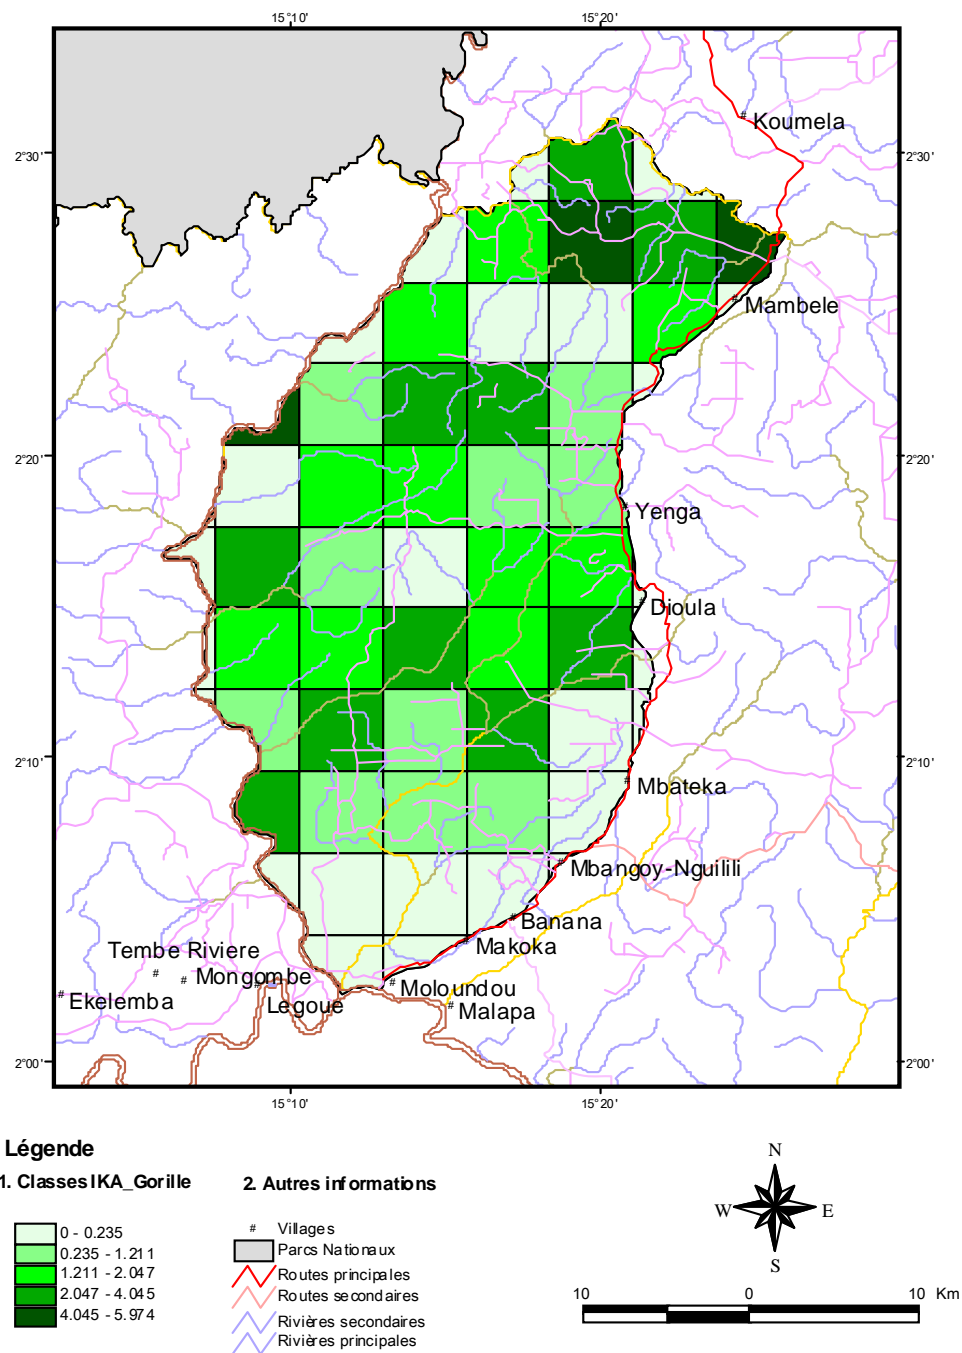 15°10'
15°20'
2°30'
2°30'
Koumela
Mambele
2°20'
2°20'
Yenga
Dioula
2°10'
2°10'
Mbateka
Mbangoy-Nguilili
Banana
Makoka
Tembe Riviere
Mongombe
Moloundou
Ekelemba
Legoue
Malapa
2°00'
2°00'
15°10'
15°20'
Légende
1. Classes IKA_Gorille
2. Autres informations
0 - 0.235
0.235 - 1.211
1.211 - 2.047
2.047 - 4.045
4.045 - 5.974
# Villages
Parcs Nationaux
Routes principales
Routes secondaires
Rivières secondaires
Rivières principales
N
W
E
S
10 0 10 Km